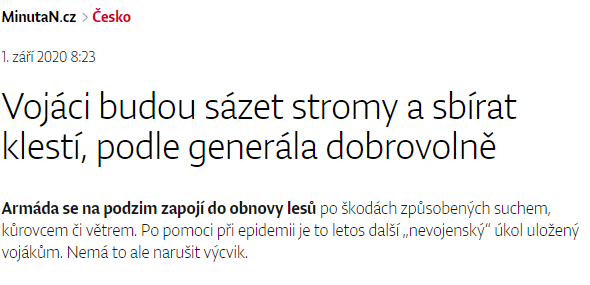 MinutaN.cz > Česko
1. září 2020 8:23
Vojáci budou sázet stromy a sbírat
klestí, podle generála dobrovolně
Armáda se na podzim zapojí do obnovy lesů po škodách způsobených suchem,
kůrovcem či větrem. Po pomoci při epidemii je to letos další „nevojenský“ úkol uložený
vojákům. Nemá to ale narušit výcvik.